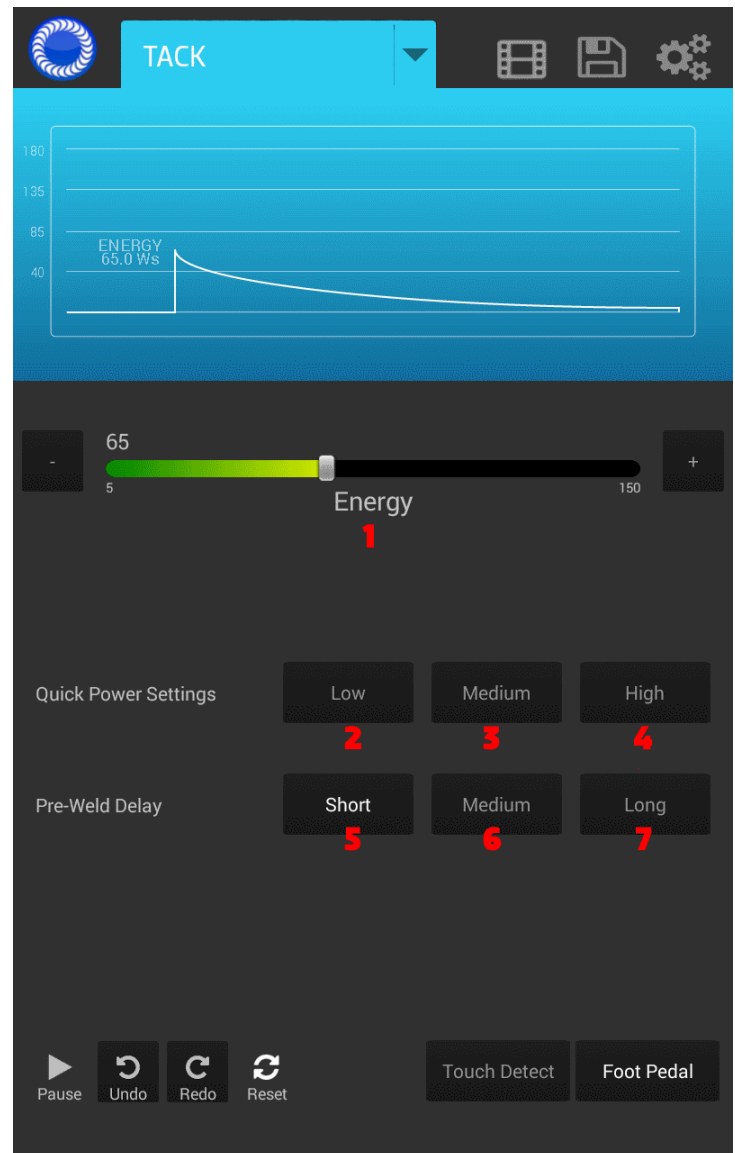 TACK
180
135
85
ENERGY
65.0 Ws
40
65
-
+
5
150
Energy
1
Quick Power Settings
Low
Medium
High
2
3
4
Pre-Weld Delay
Short
Medium
Long
5
6
7
Pause
Undo
Redo
Reset
Touch Detect
Foot Pedal